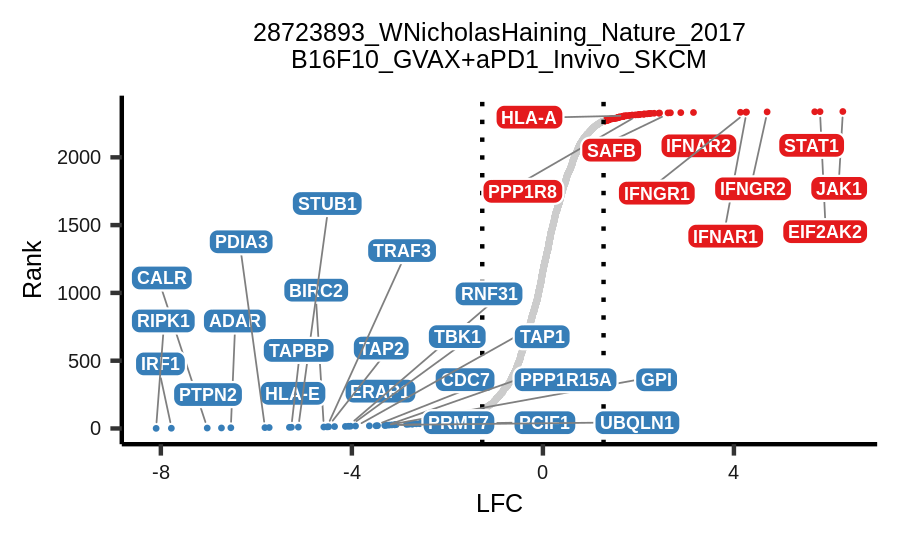 28723893_WNicholasHaining_Nature_2017
B16F10_GVAX+aPD1_Invivo_SKCM
HLA-A
SAFB
IFNAR2
STAT1
PPP1R8
IFNGR1
IFNGR2
JAK1
IFNAR1
EIF2AK2
STUB1
PDIA3
TRAF3
CALR
BIRC2
RNF31
RIPK1
ADAR
TBK1
TAP1
TAPBP
TAP2
IRF1
CDC7
PPP1R15A
GPI
PTPN2
HLA-E
ERAP1
PRMT7
PCIF1
UBQLN1
Rank
2000
1500
1000
500
0
-8
-4
0
4
LFC